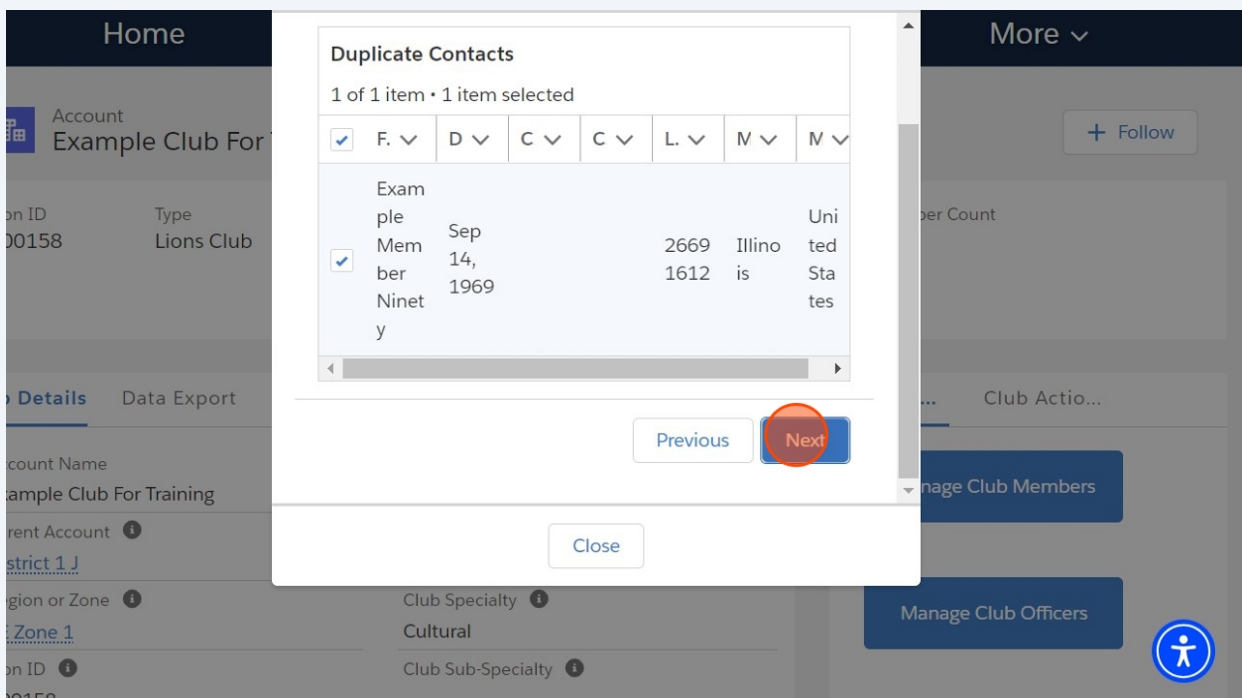 Home
More
Duplicate Contacts
1 of 1 item • 1 item selected
F.
D
C
C
L.
M
M
Exam
ple
Mem
ber
Ninet
y
Sep
14,
1969
2669
1612
Illino
is
Uni
ted
Sta
tes
Previous
Next
Close
Account
Example Club For
+ Follow
on ID
00158
Type
Lions Club
ber Count
Details
Data Export
...
Club Actio...
ccount Name
ample Club For Training
rent Account
strict 1 J
egion or Zone
Zone 1
on ID
Club Specialty
Cultural
Club Sub-Specialty
nage Club Members
Manage Club Officers